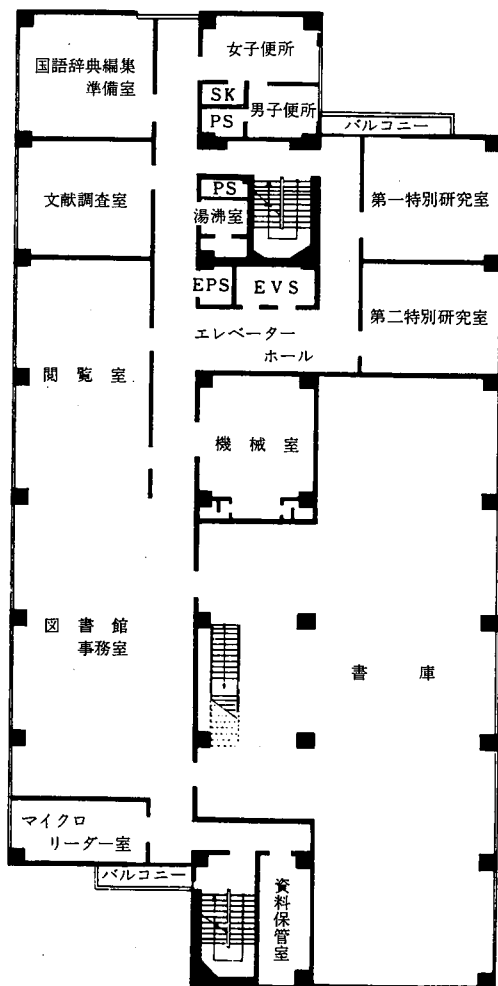 女子便所
国語辞典編集
準備室
SK
男子便所
PS
バルコニー
文献調査室
PS
湯沸室
第一特別研究室
EPS
EVS
第二特別研究室
エレベーター
ホール
閲覧室
機械室
図書館
事務室
書庫
マイクロ
リーダー室
バルコニー
資料保管室